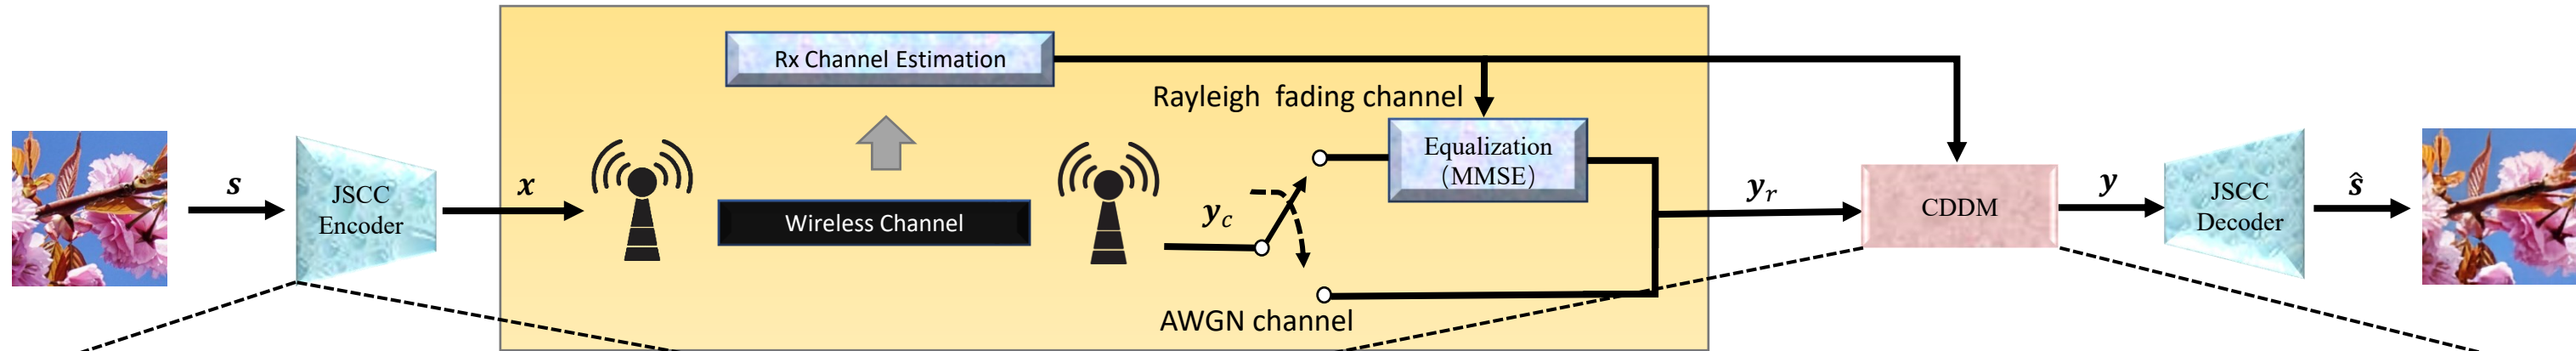 Rx Channel Estimation
Rayleigh fading channel
s
JSCC
Encoder
x
Wireless Channel
y_c
Equalization
（MMSE）
AWGN channel
y_r
CDDM
y
JSCC
Decoder
ŝ